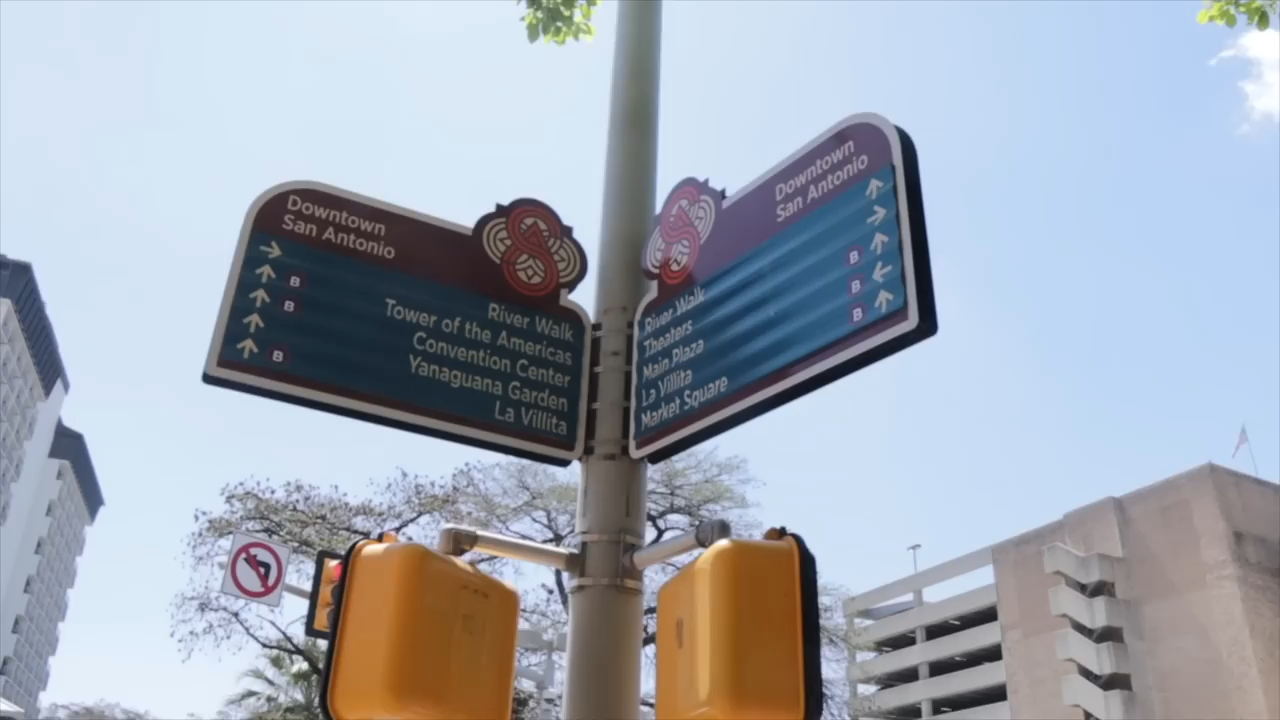 Downtown
San Antonio
River Walk
B Tower of the Americas
B Convention Center
Yanaguana Garden
B La Villita
Downtown
San Antonio
River Walk
Theaters
Main Plaza B
La Villita B
Market Square B